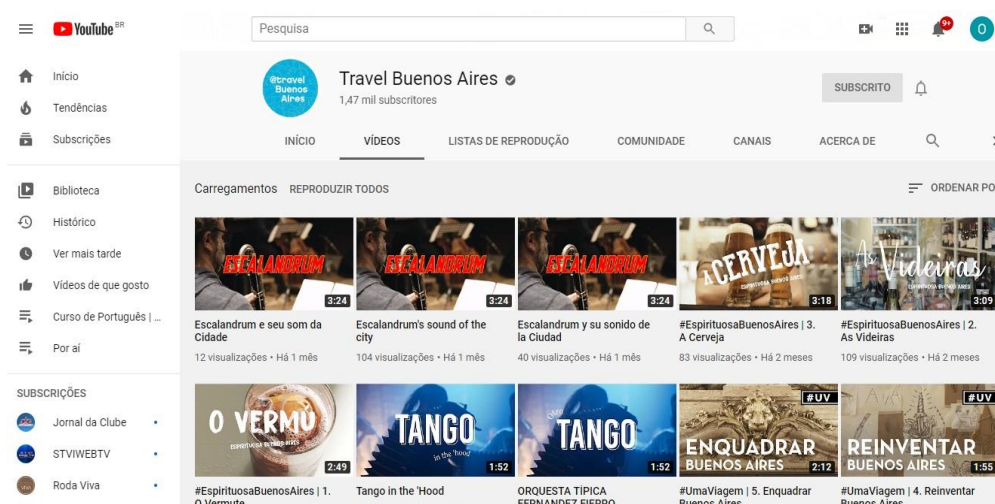 YouTube BR
Pesquisa
9+
O
Início
Tendências
Subscrições
Biblioteca
Histórico
Ver mais tarde
Vídeos de que gosto
Curso de Português | ...
Por aí
SUBSCRIÇÕES
Jornal da Clube
STVIWEBTV
Roda Viva
@travel
Buenos
Aires
Travel Buenos Aires
1,47 mil subscritores
SUBSCRITO
INÍCIO VÍDEOS LISTAS DE REPRODUÇÃO COMUNIDADE CANAIS ACERCA DE
Carregamentos REPRODUZIR TODOS
ORDENAR PO
ESCALANDRUM
3:24
Escalandrum e seu som da
Cidade
12 visualizações • Há 1 mês
ESCALANDRUM
3:24
Escalandrum's sound of the
city
104 visualizações • Há 1 mês
ESCALANDRUM
3:24
Escalandrum y su sonido de
la Ciudad
40 visualizações • Há 1 mês
A CERVEJA
ESPIRITUOSA BUENOS AIRES
3:18
#EspirituosaBuenosAires | 3.
A Cerveja
83 visualizações • Há 2 meses
As Videiras
ESPIRITUOSA BUENOS AIRES
3:09
#EspirituosaBuenosAires | 2.
As Videiras
109 visualizações • Há 2 meses
O VERMÚ
ESPIRITUOSA BUENOS AIRES
2:49
#EspirituosaBuenosAires | 1.
O Vermute
TANGO
in the 'hood
1:52
Tango in the 'Hood
TANGO
1:52
ORQUESTA TÍPICA
FERNANDEZ FIERRO
#UV
ENQUADRAR
BUENOS AIRES
2:12
#UmaViagem | 5. Enquadrar
Buenos Aires
#UV
REINVENTAR
BUENOS AIRES
1:55
#UmaViagem | 4. Reinventar
Buenos Aires